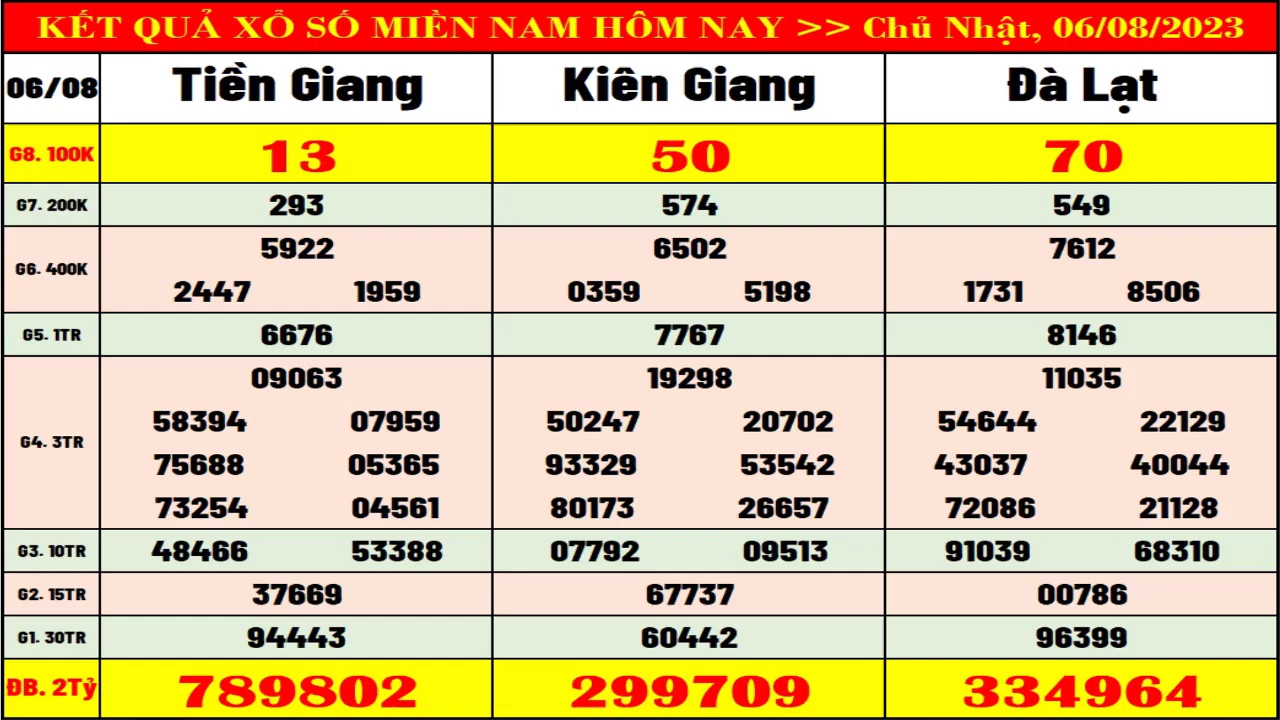 KẾT QUẢ XỔ SỐ MIỀN NAM HÔM NAY >> Chủ Nhật, 06/08/2023
06/08 Tiền Giang Kiên Giang Đà Lạt
G8. 100K 13 50 70
G7. 200K 293 574 549
5922 6502 7612
G6. 400K
2447 1959 0359 5198 1731 8506
G5. 1TR 6676 7767 8146
09063 19298 11035
58394 07959 50247 20702 54644 22129
G4. 3TR
75688 05365 93329 53542 43037 40044
73254 04561 80173 26657 72086 21128
G3. 10TR 48466 53388 07792 09513 91039 68310
G2. 15TR 37669 67737 00786
G1. 30TR 94443 60442 96399
ĐB. 2Tỷ 789802 299709 334964